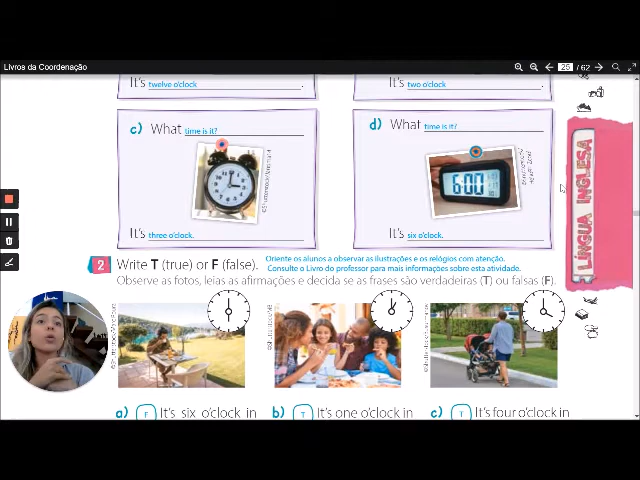 Livros da Coordenação
25 / 62
It's twelve o'clock .
It's two o'clock .
c) What time is it?
d) What time is it?
6:00
It's three o'clock.
It's six o'clock.
LÍNGUA INGLESA
2 Write T (true) or F (false).
Oriente os alunos a observar as ilustrações e os relógios com atenção.
Consulte o Livro do professor para mais informações sobre esta atividade.
Observe as fotos, leias as afirmações e decida se as frases são verdadeiras (T) ou falsas (F).
a) F It's six o'clock in
b) T It's one o'clock in
c) T It's four o'clock in